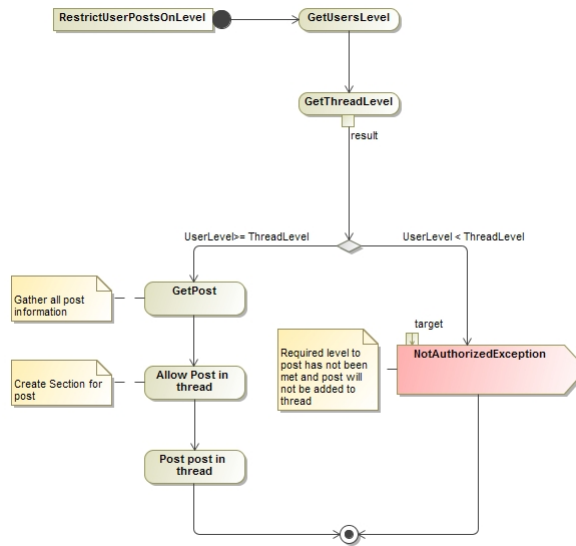 RestrictUserPostsOnLevel
GetUsersLevel
GetThreadLevel
result
UserLevel>= ThreadLevel
UserLevel < ThreadLevel
Gather all post
information
GetPost
target
NotAuthorizedException
Required level to
post has not been
met and post will
not be added to
thread
Create Section for
post
Allow Post in
thread
Post post in
thread